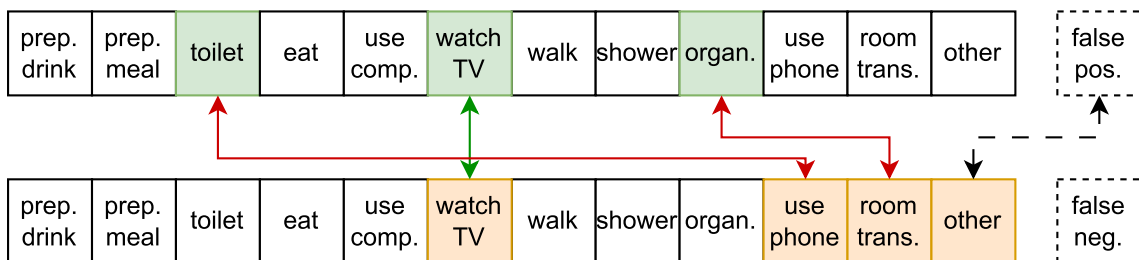 prep. drink
prep. meal
toilet
eat
use comp.
watch TV
walk
shower
organ.
use phone
room trans.
other
false pos.
prep. drink
prep. meal
toilet
eat
use comp.
watch TV
walk
shower
organ.
use phone
room trans.
other
false neg.